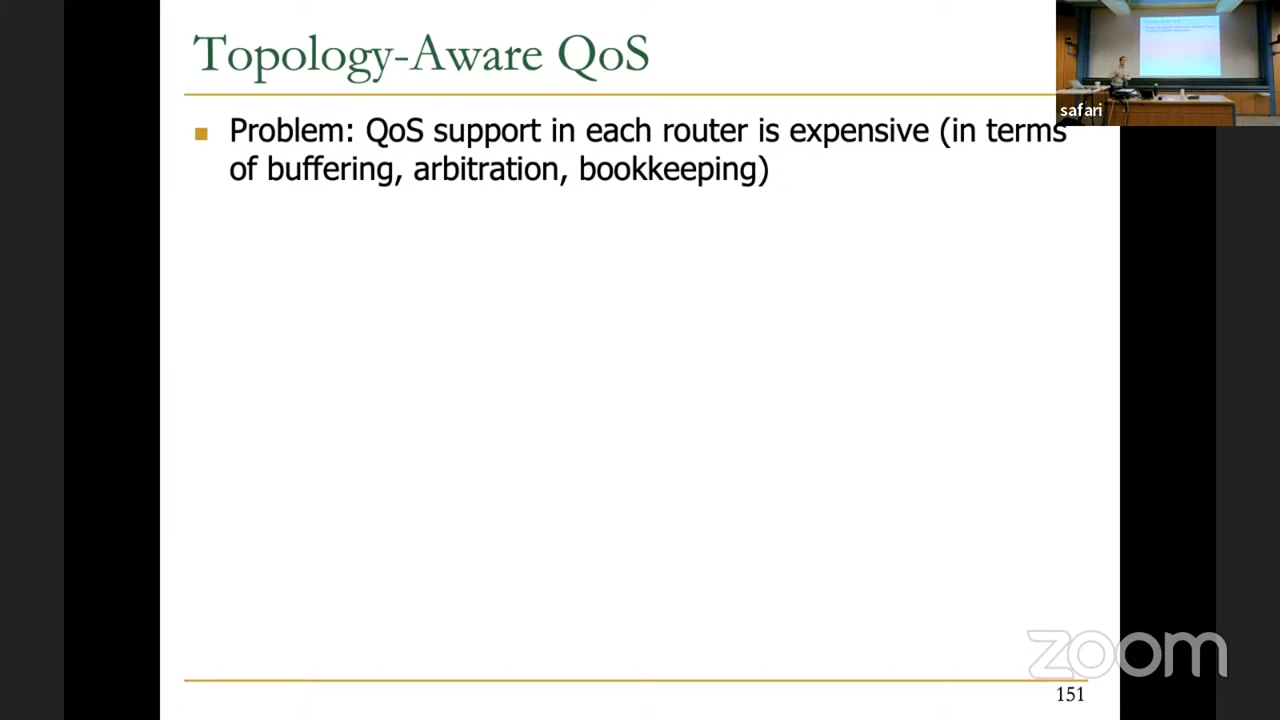 Topology-Aware QoS
safari
Problem: QoS support in each router is expensive (in terms
of buffering, arbitration, bookkeeping)
zoom
151